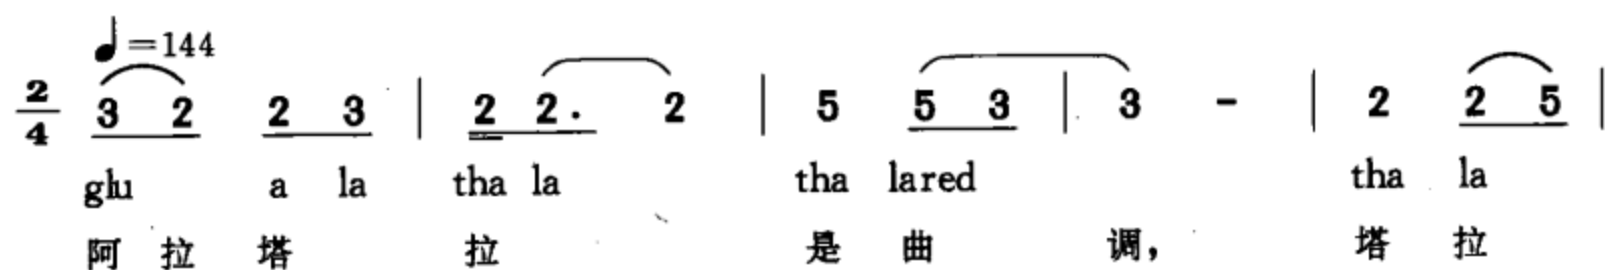 ♩=144
2/4 3 2 2 3 | 2 2. 2 | 5 5 3 | 3 - | 2 2 5 |
glu a la tha la tha lared tha la
阿 拉 塔 拉 是 曲 调， 塔 拉